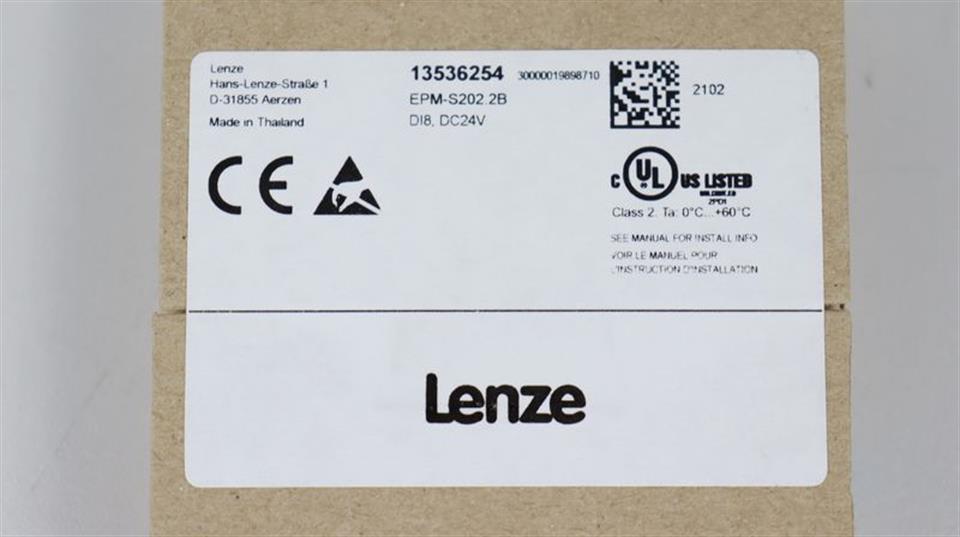 Lenze
Hans-Lenze-Straße 1
D-31855 Aerzen
Made in Thailand
13536254 30000019898710
EPM-S202.2B
DI8, DC24V
2102
CE
C UL US LISTED
Class 2. Ta: 0°C...+60°C
SEE MANUAL FOR INSTALL INFO
VOIR LE MANUEL POUR
L'INSTRUCTION D'INSTALLATION
Lenze